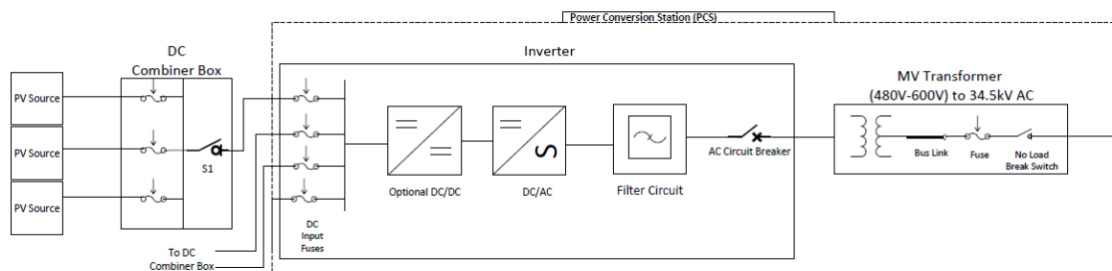 Power Conversion Station (PCS)
DC
Combiner Box
Inverter
MV Transformer
(480V-600V) to 34.5kV AC
PV Source
PV Source
PV Source
S1
Optional DC/DC
DC/AC
Filter Circuit
AC Circuit Breaker
Bus Link
Fuse
No Load
Break Switch
DC
Input
Fuses
To DC
Combiner Box